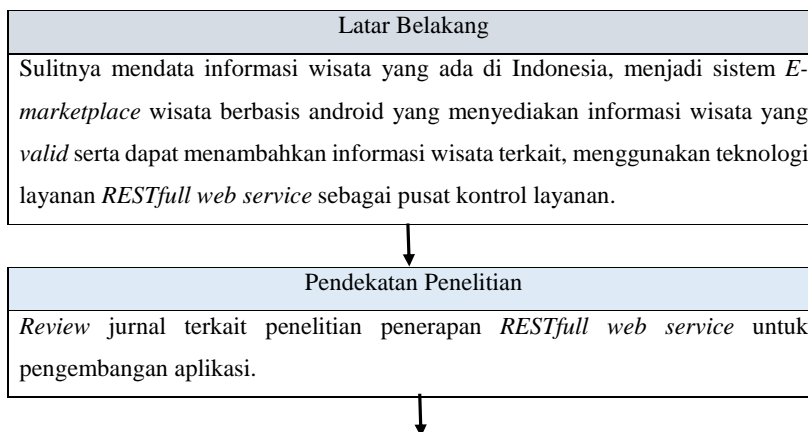 Latar Belakang
Sulitnya mendata informasi wisata yang ada di Indonesia, menjadi sistem E-
marketplace wisata berbasis android yang menyediakan informasi wisata yang
valid serta dapat menambahkan informasi wisata terkait, menggunakan teknologi
layanan RESTfull web service sebagai pusat kontrol layanan.
Pendekatan Penelitian
Review jurnal terkait penelitian penerapan RESTfull web service untuk
pengembangan aplikasi.